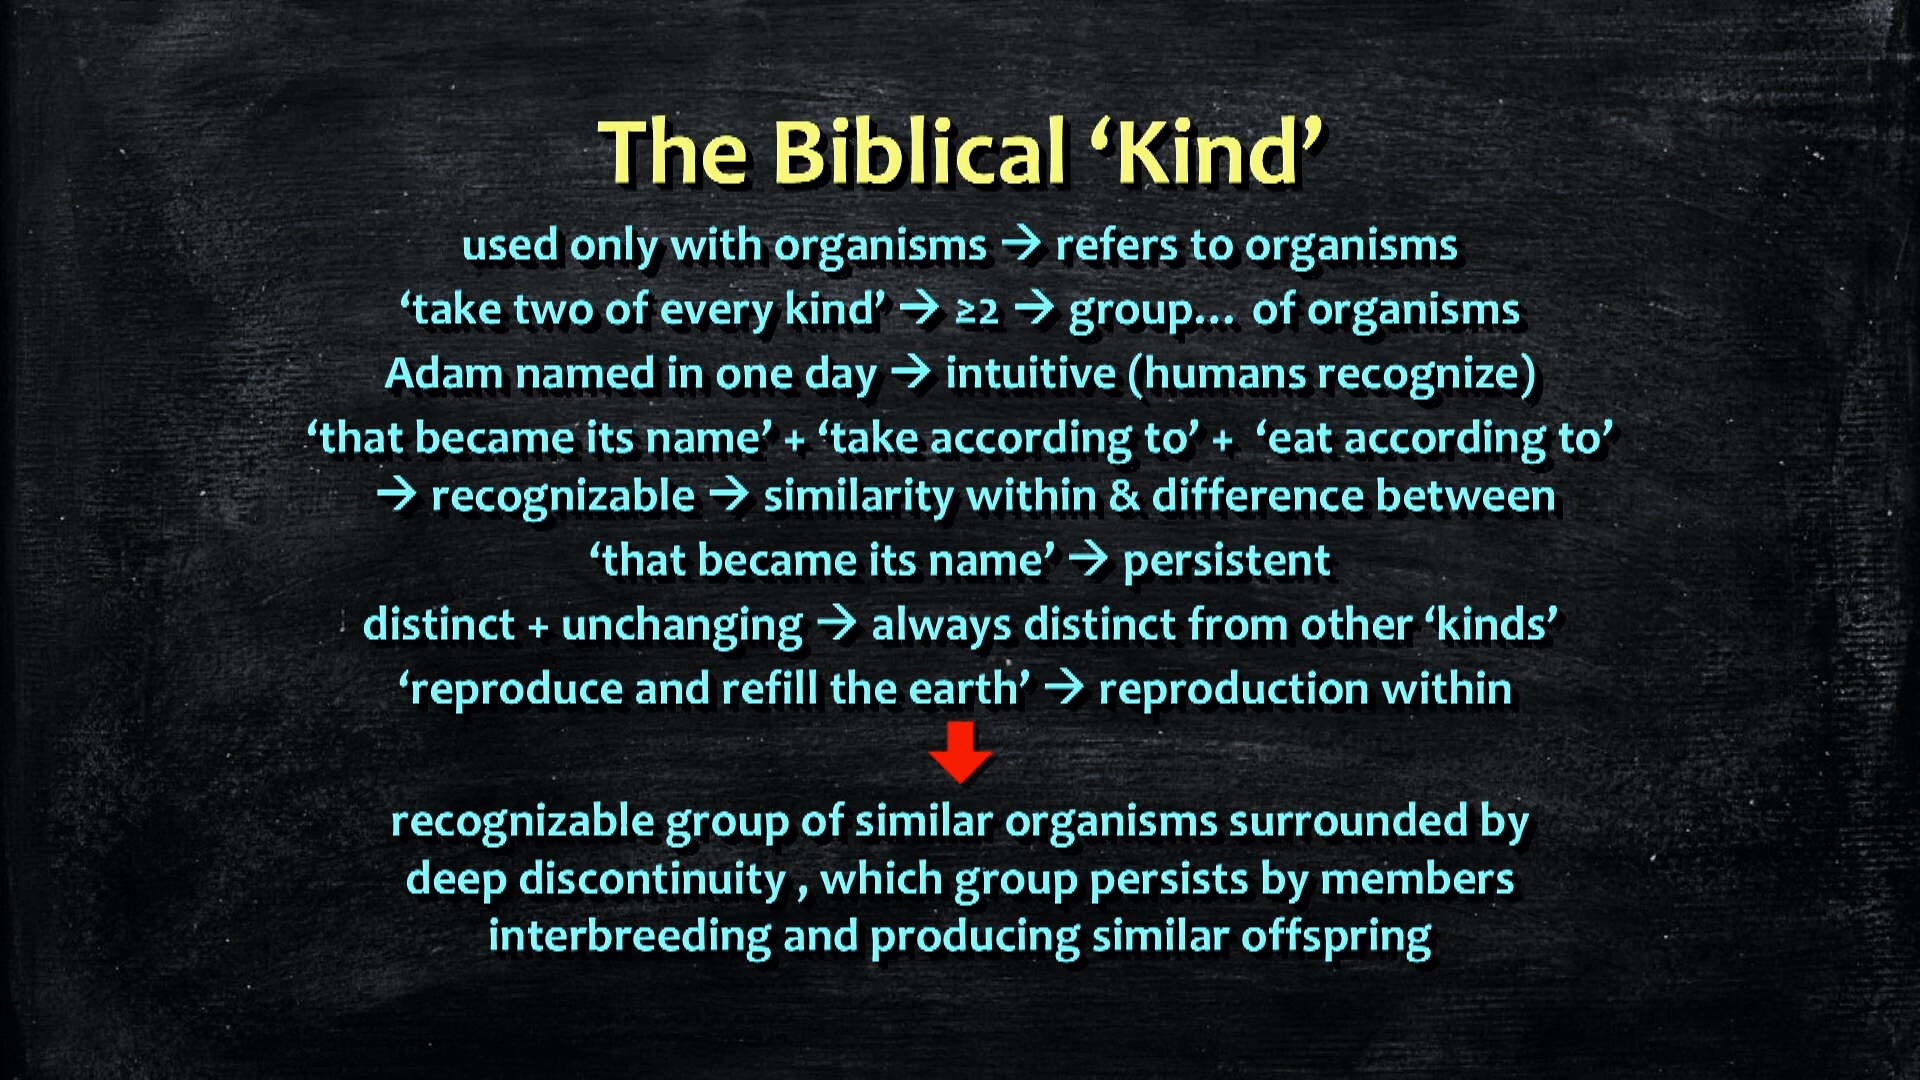 The Biblical ‘Kind’
used only with organisms → refers to organisms
‘take two of every kind’ → ≥2 → group... of organisms
Adam named in one day → intuitive (humans recognize)
‘that became its name’ + ‘take according to’ + ‘eat according to’
→ recognizable → similarity within & difference between
‘that became its name’ → persistent
distinct + unchanging → always distinct from other ‘kinds’
‘reproduce and refill the earth’ → reproduction within
recognizable group of similar organisms surrounded by
deep discontinuity , which group persists by members
interbreeding and producing similar offspring